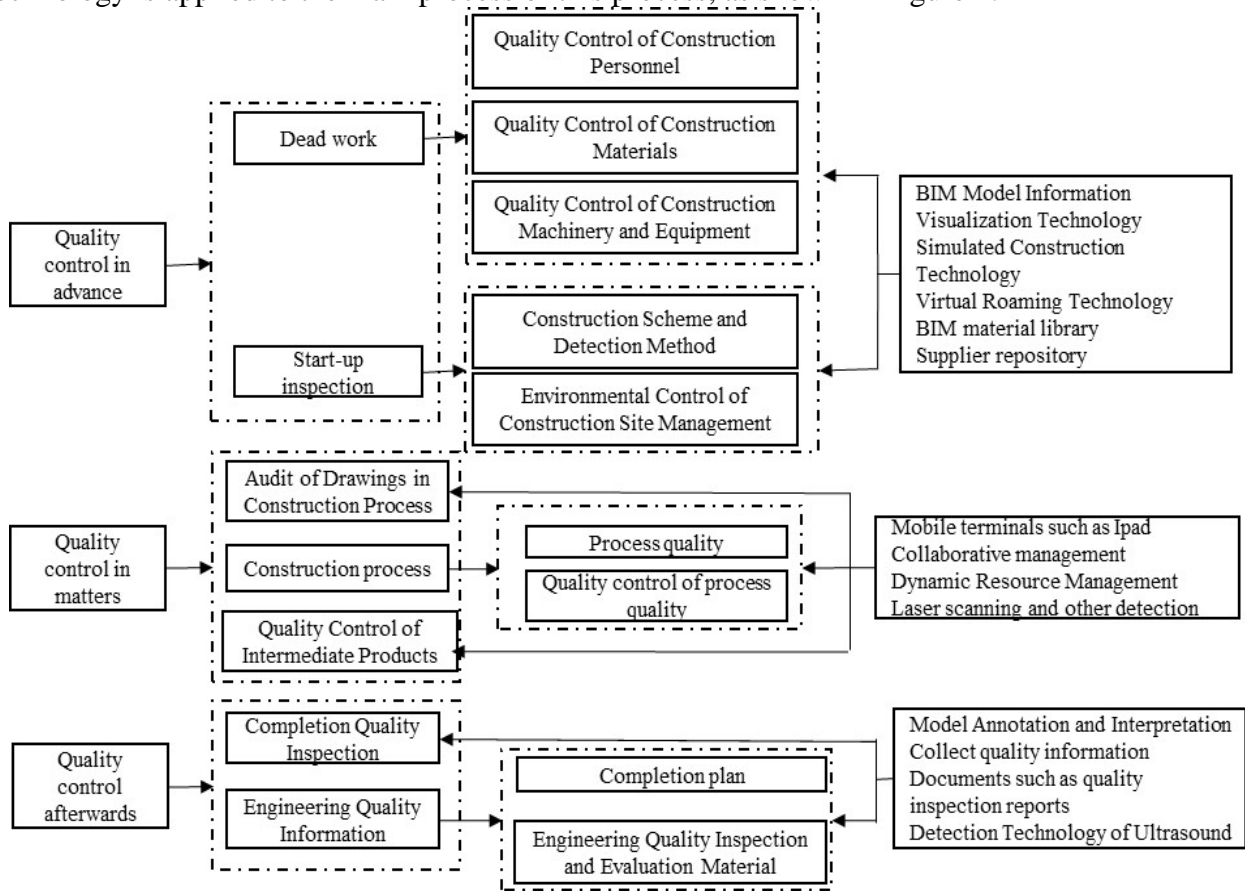 Quality Control of Construction
Personnel
Dead work
Quality Control of Construction
Materials
Quality Control of Construction
Machinery and Equipment
BIM Model Information
Visualization Technology
Simulated Construction
Technology
Virtual Roaming Technology
BIM material library
Supplier repository
Quality
control in
advance
Construction Scheme and
Detection Method
Start-up
inspection
Environmental Control of
Construction Site Management
Audit of Drawings in
Construction Process
Quality
control in
matters
Construction process
Process quality
Quality control of process
quality
Mobile terminals such as Ipad
Collaborative management
Dynamic Resource Management
Laser scanning and other detection
Quality Control of
Intermediate Products
Completion Quality
Inspection
Quality
control
afterwards
Engineering Quality
Information
Completion plan
Engineering Quality Inspection
and Evaluation Material
Model Annotation and Interpretation
Collect quality information
Documents such as quality
inspection reports
Detection Technology of Ultrasound